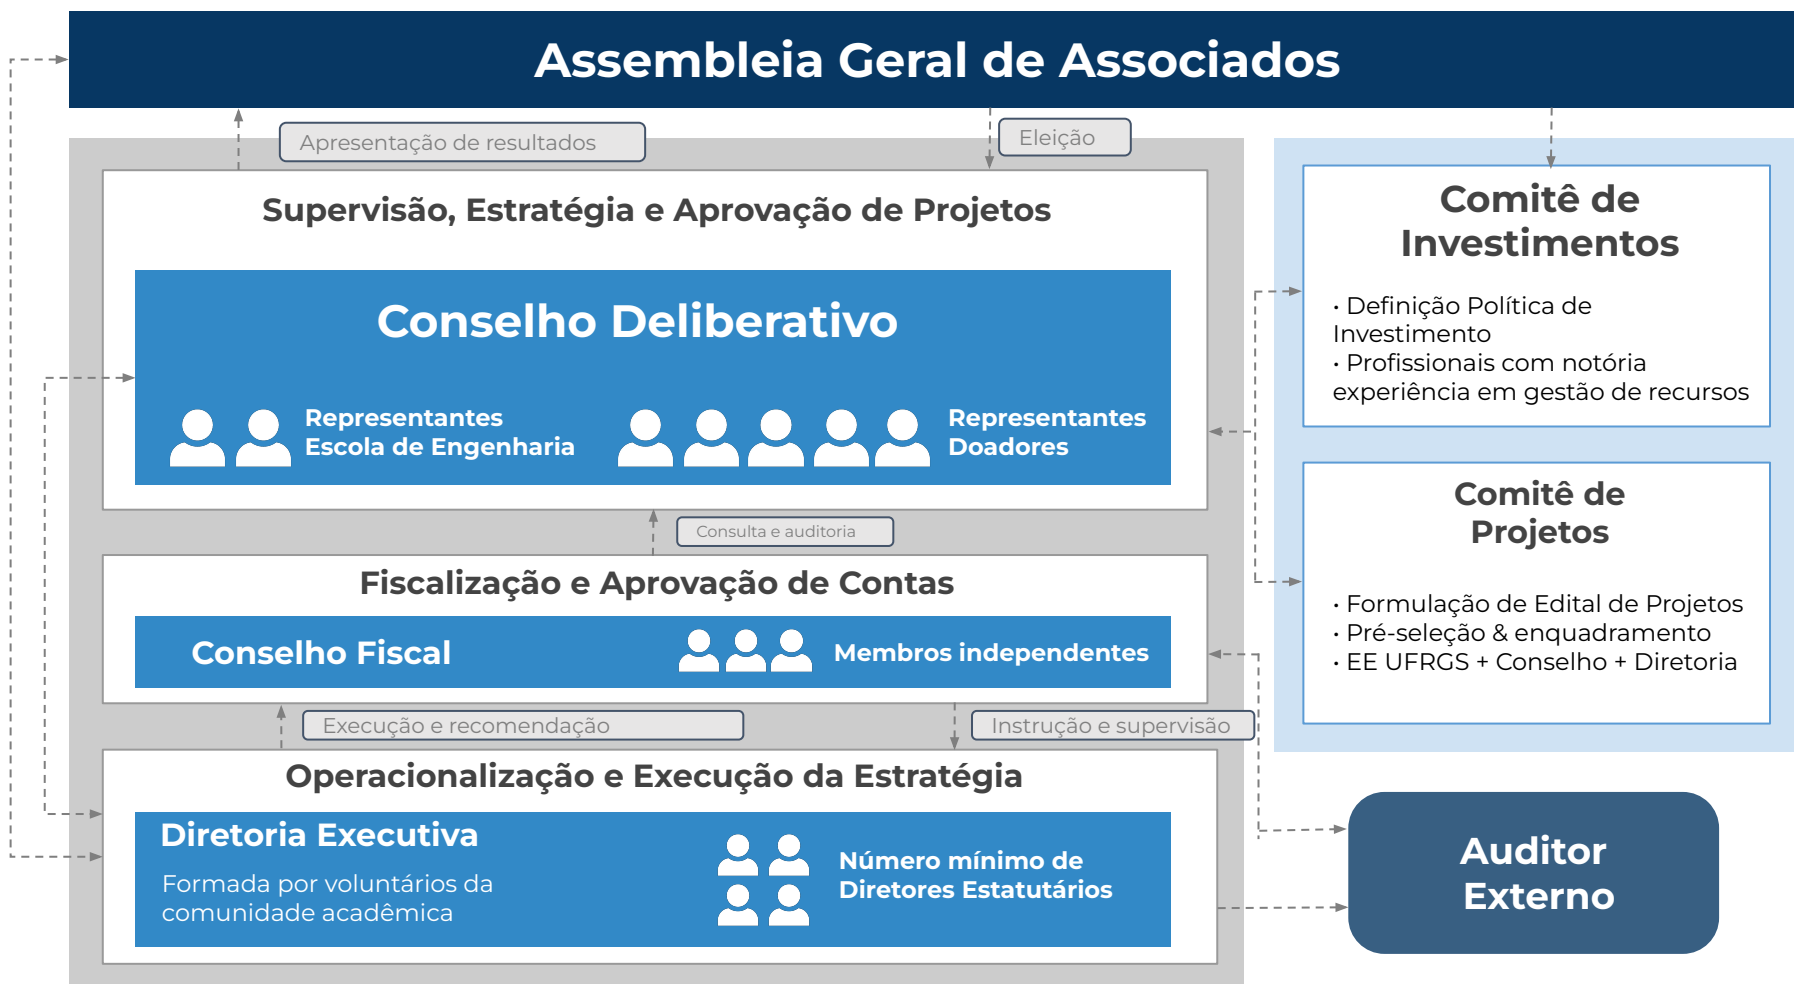 Assembleia Geral de Associados
Apresentação de resultados
Eleição
Supervisão, Estratégia e Aprovação de Projetos
Conselho Deliberativo
Representantes
Escola de Engenharia
Representantes
Doadores
Consulta e auditoria
Fiscalização e Aprovação de Contas
Conselho Fiscal
Membros independentes
Execução e recomendação
Instrução e supervisão
Operacionalização e Execução da Estratégia
Diretoria Executiva
Formada por voluntários da
comunidade acadêmica
Número mínimo de
Diretores Estatutários
Comitê de
Investimentos
• Definição Política de
Investimento
• Profissionais com notória
experiência em gestão de recursos
Comitê de
Projetos
• Formulação de Edital de Projetos
• Pré-seleção & enquadramento
• EE UFRGS + Conselho + Diretoria
Auditor
Externo